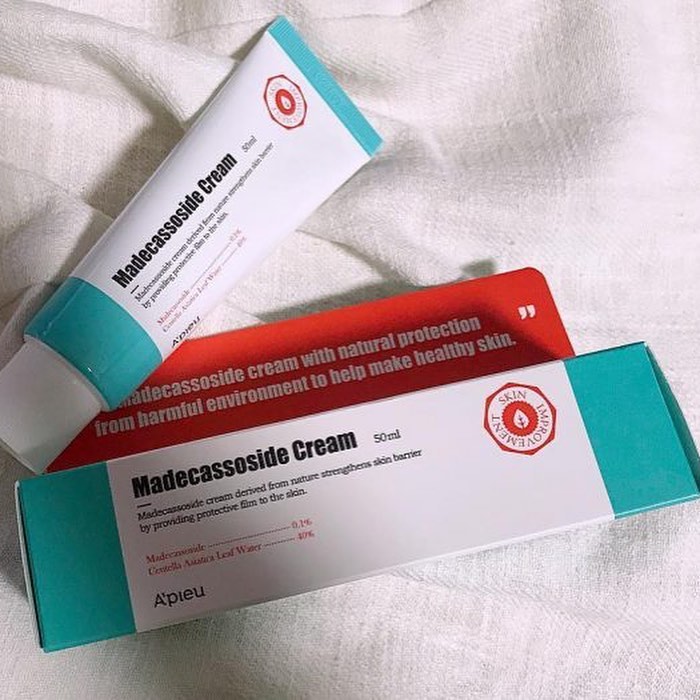 SKIN IMPROVEMENT
Madecassoside Cream 50ml
Madecassoside cream derived from nature strengthens skin barrier
by providing protective film to the skin.
Madecassoside 0.1%
Centella Asiatica Leaf Water 40%
A'pieu
”
Madecassoside cream with natural protection
from harmful environment to help make healthy skin.
SKIN IMPROVEMENT
Madecassoside Cream 50ml
Madecassoside cream derived from nature strengthens skin barrier
by providing protective film to the skin.
Madecassoside ........................ 0.1%
Centella Asiatica Leaf Water .......... 40%
A'pieu